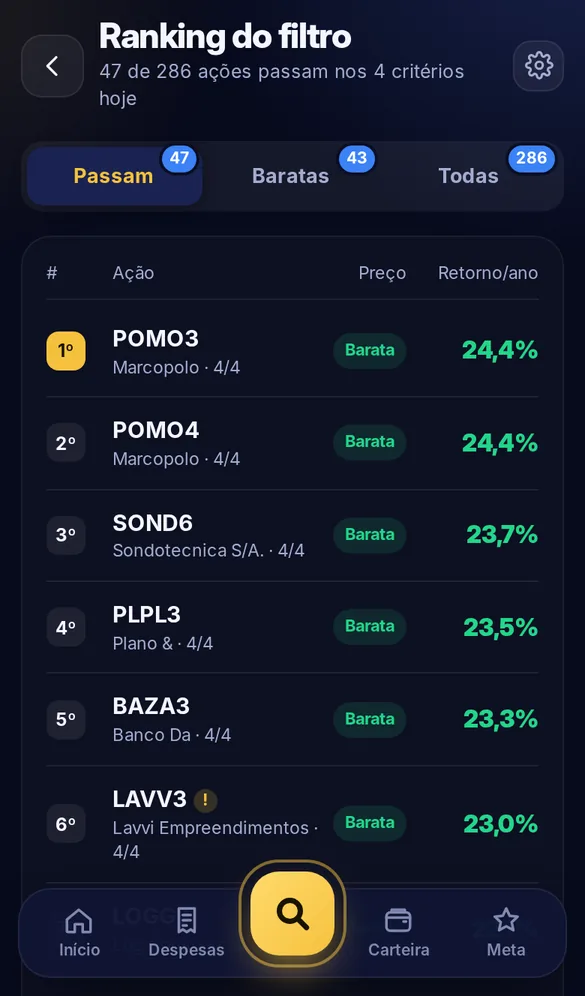 Ranking do filtro
47 de 286 ações passam nos 4 critérios
hoje
Passam 47
Baratas 43
Todas 286
# Ação Preço Retorno/ano
1º POMO3 Barata 24,4%
Marcopolo · 4/4
2º POMO4 Barata 24,4%
Marcopolo · 4/4
3º SOND6 Barata 23,7%
Sondotecnica S/A. · 4/4
4º PLPL3 Barata 23,5%
Plano & · 4/4
5º BAZA3 Barata 23,3%
Banco Da · 4/4
6º LAVV3 ! Barata 23,0%
Lavvi Empreendimentos ·
4/4
Início Despesas Carteira Meta